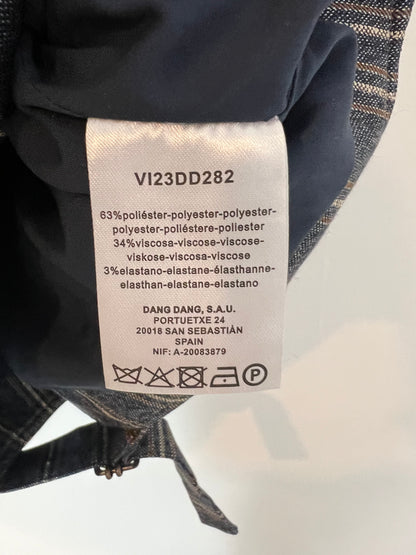 VI23DD282
63%poliéster-polyester-polyester-
polyester-poliéstere-poliester
34%viscosa-viscose-viscose-
viskose-viscosa-viscose
3%elastano-elastane-élasthanne-
elasthan-elastane-elastano
DANG DANG, S.A.U.
PORTUETXE 24
20018 SAN SEBASTIÀN
SPAIN
NIF: A-20083879
P